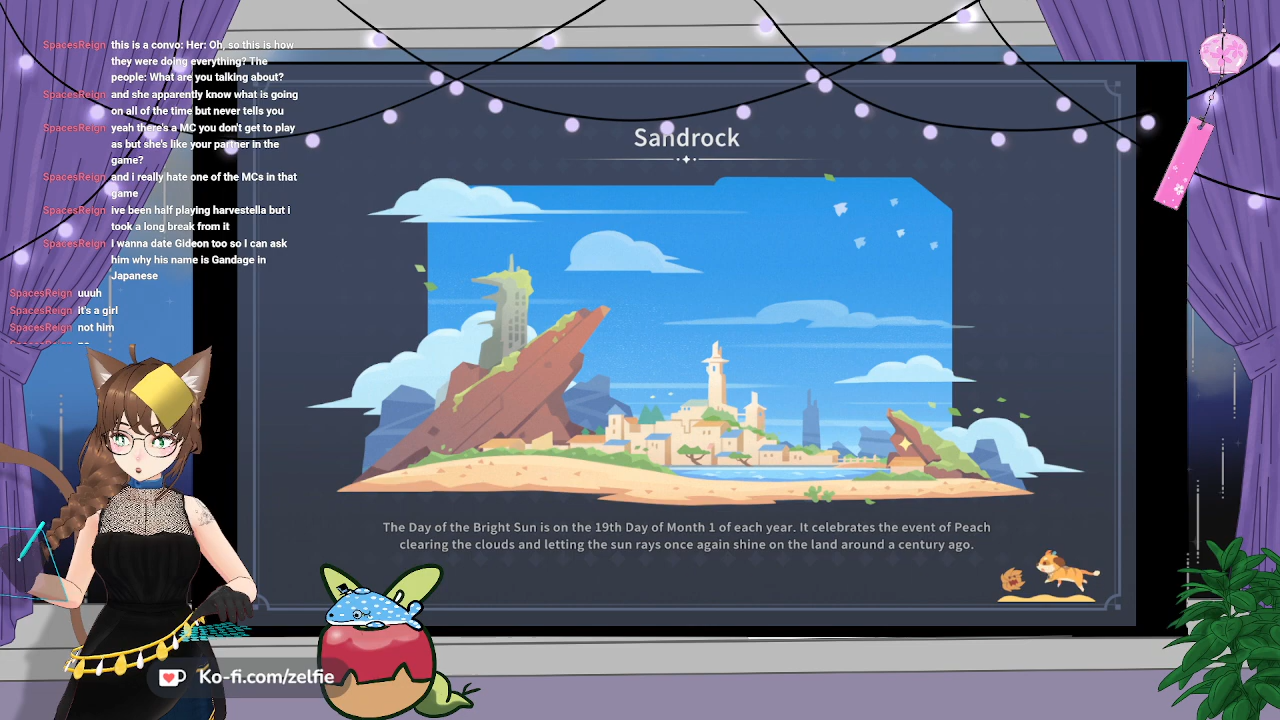 SpacesReign this is a convo: Her: Oh, so this is how
they were doing everything? The
people: What are you talking about?
SpacesReign and she apparently know what is going
on all of the time but never tells you
SpacesReign yeah there's a MC you don't get to play
as but she's like your partner in the
game?
SpacesReign and i really hate one of the MCs in that
game
SpacesReign ive been half playing harvestella but i
took a long break from it
SpacesReign I wanna date Gideon too so I can ask
him why his name is Gandage in
Japanese
SpacesReign uuuh
SpacesReign it's a girl
SpacesReign not him
Sandrock
The Day of the Bright Sun is on the 19th Day of Month 1 of each year. It celebrates the event of Peach
clearing the clouds and letting the sun rays once again shine on the land around a century ago.
Ko-fi.com/zelfie